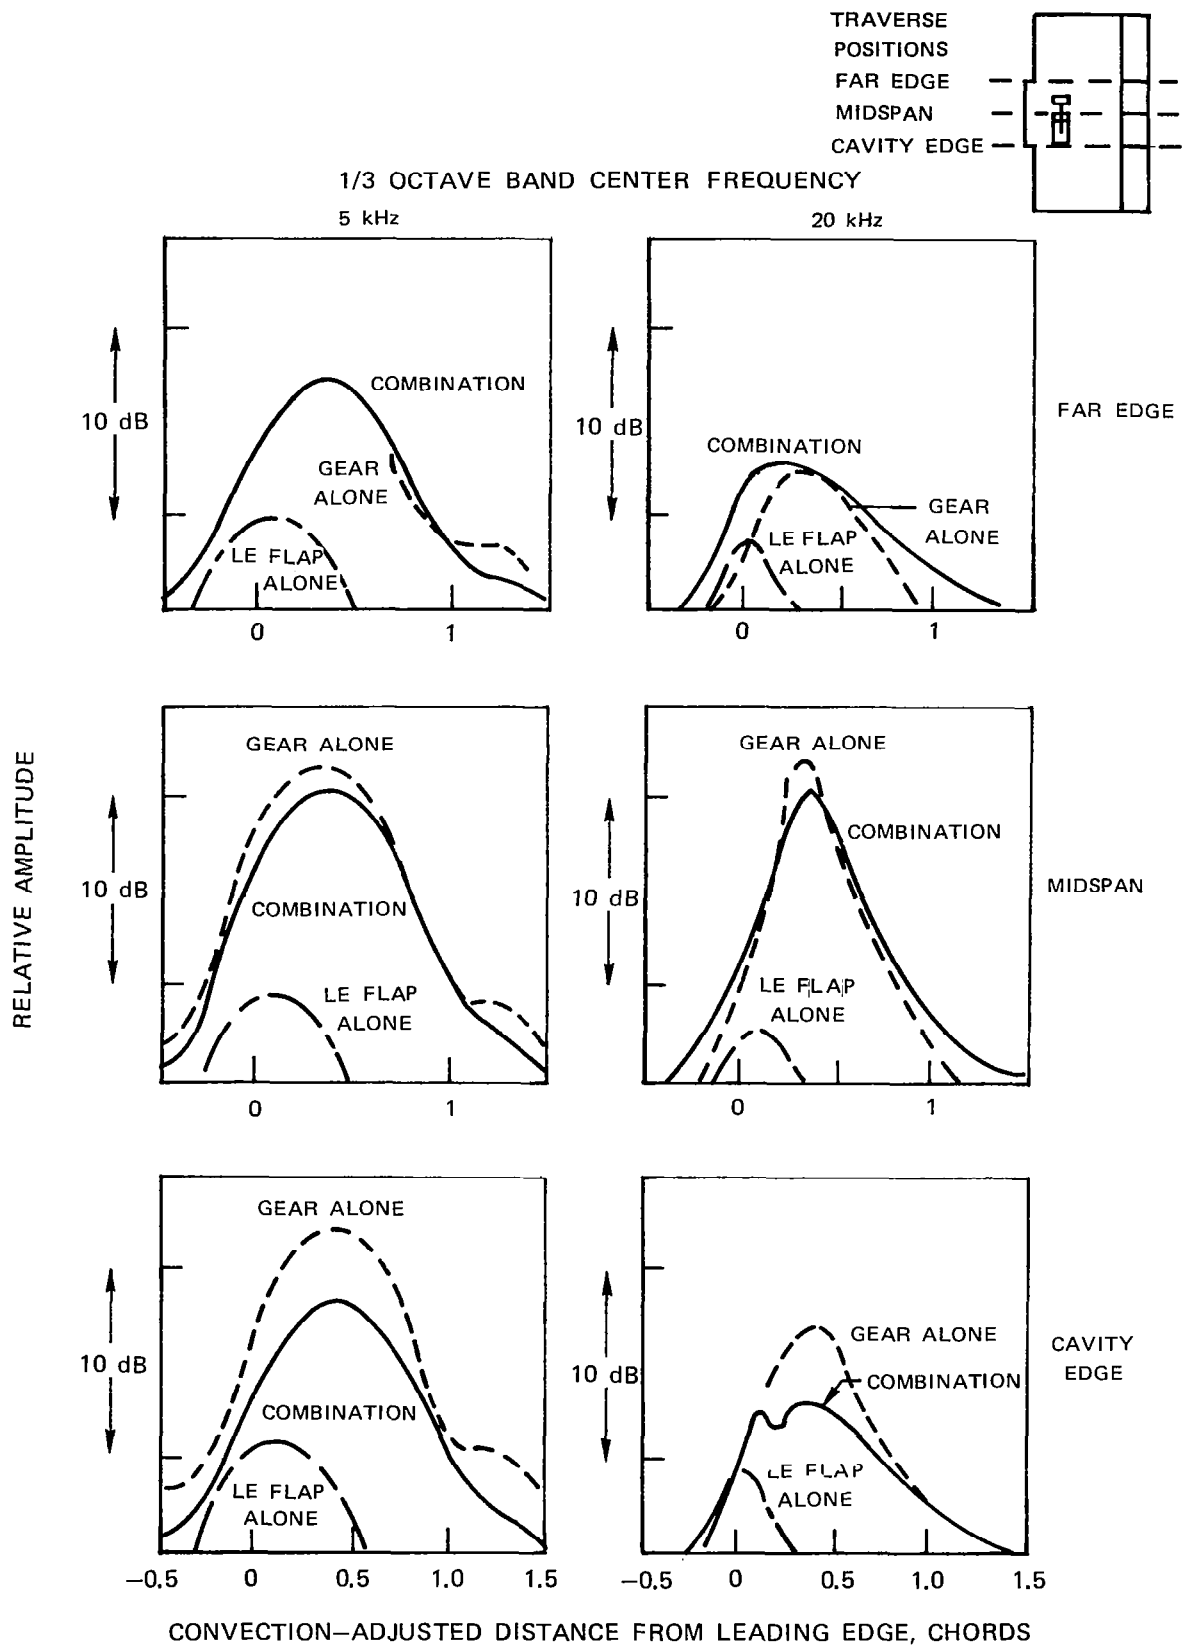 TRAVERSE
POSITIONS
FAR EDGE
MIDSPAN
CAVITY EDGE
1/3 OCTAVE BAND CENTER FREQUENCY
5 kHz
20 kHz
10 dB
COMBINATION
GEAR
ALONE
LE FLAP
ALONE
0
1
10 dB
COMBINATION
GEAR
ALONE
LE FLAP
ALONE
0
1
FAR EDGE
RELATIVE AMPLITUDE
10 dB
GEAR ALONE
COMBINATION
LE FLAP
ALONE
0
1
10 dB
GEAR ALONE
COMBINATION
LE FLAP
ALONE
0
1
MIDSPAN
10 dB
GEAR ALONE
COMBINATION
LE FLAP
ALONE
-0.5 0 0.5 1.0 1.5
10 dB
GEAR ALONE
COMBINATION
LE FLAP
ALONE
-0.5 0 0.5 1.0 1.5
CAVITY
EDGE
CONVECTION—ADJUSTED DISTANCE FROM LEADING EDGE, CHORDS